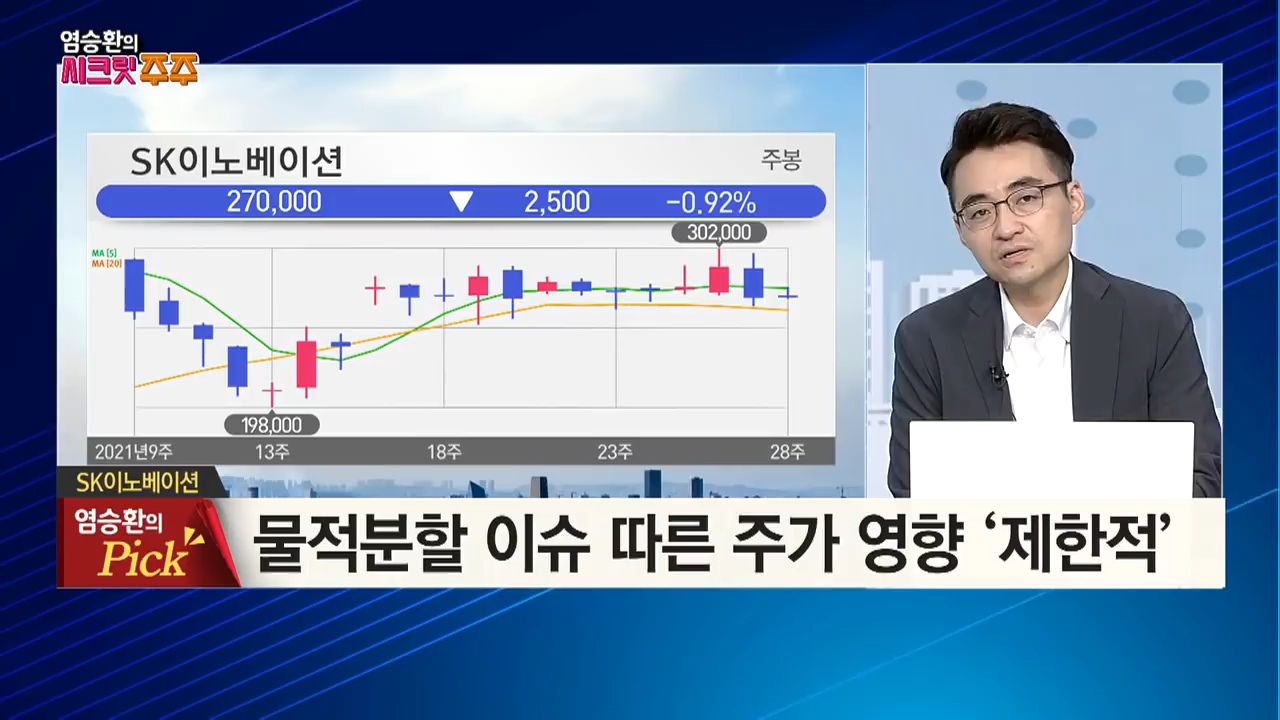 염승환의
시크릿 주주
SK이노베이션
주봉
270,000 ▼ 2,500 -0.92%
302,000
MA [5]
MA [20]
198,000
2021년9주 13주 18주 23주 28주
SK이노베이션
염승환의
Pick
물적분할 이슈 따른 주가 영향 ‘제한적’